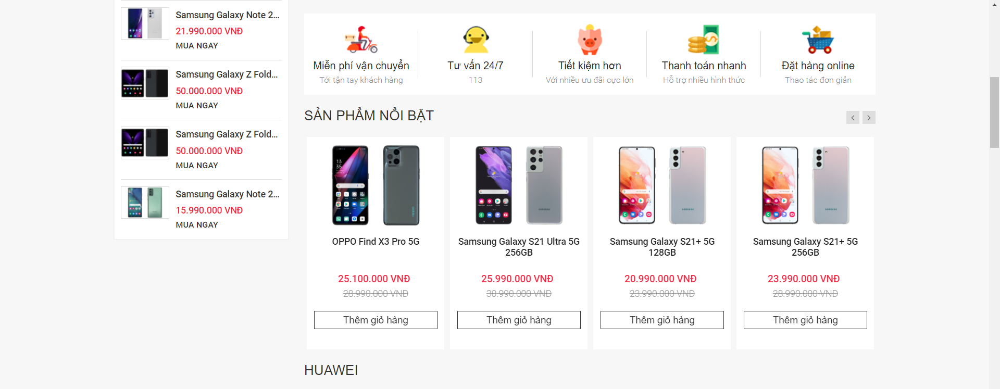 Samsung Galaxy Note 2...
21.990.000 VNĐ
MUA NGAY
Samsung Galaxy Z Fold...
50.000.000 VNĐ
MUA NGAY
Samsung Galaxy Z Fold...
50.000.000 VNĐ
MUA NGAY
Samsung Galaxy Note 2...
15.990.000 VNĐ
MUA NGAY
Miễn phí vận chuyển
Tới tận tay khách hàng
Tư vấn 24/7
113
Tiết kiệm hơn
Với nhiều ưu đãi cực lớn
Thanh toán nhanh
Hỗ trợ nhiều hình thức
Đặt hàng online
Thao tác đơn giản
SẢN PHẨM NỔI BẬT
OPPO Find X3 Pro 5G
25.100.000 VNĐ
28.990.000 VNĐ
Thêm giỏ hàng
Samsung Galaxy S21 Ultra 5G
256GB
25.990.000 VNĐ
30.990.000 VNĐ
Thêm giỏ hàng
Samsung Galaxy S21+ 5G
128GB
20.990.000 VNĐ
23.990.000 VNĐ
Thêm giỏ hàng
Samsung Galaxy S21+ 5G
256GB
23.990.000 VNĐ
28.990.000 VNĐ
Thêm giỏ hàng
HUAWEI